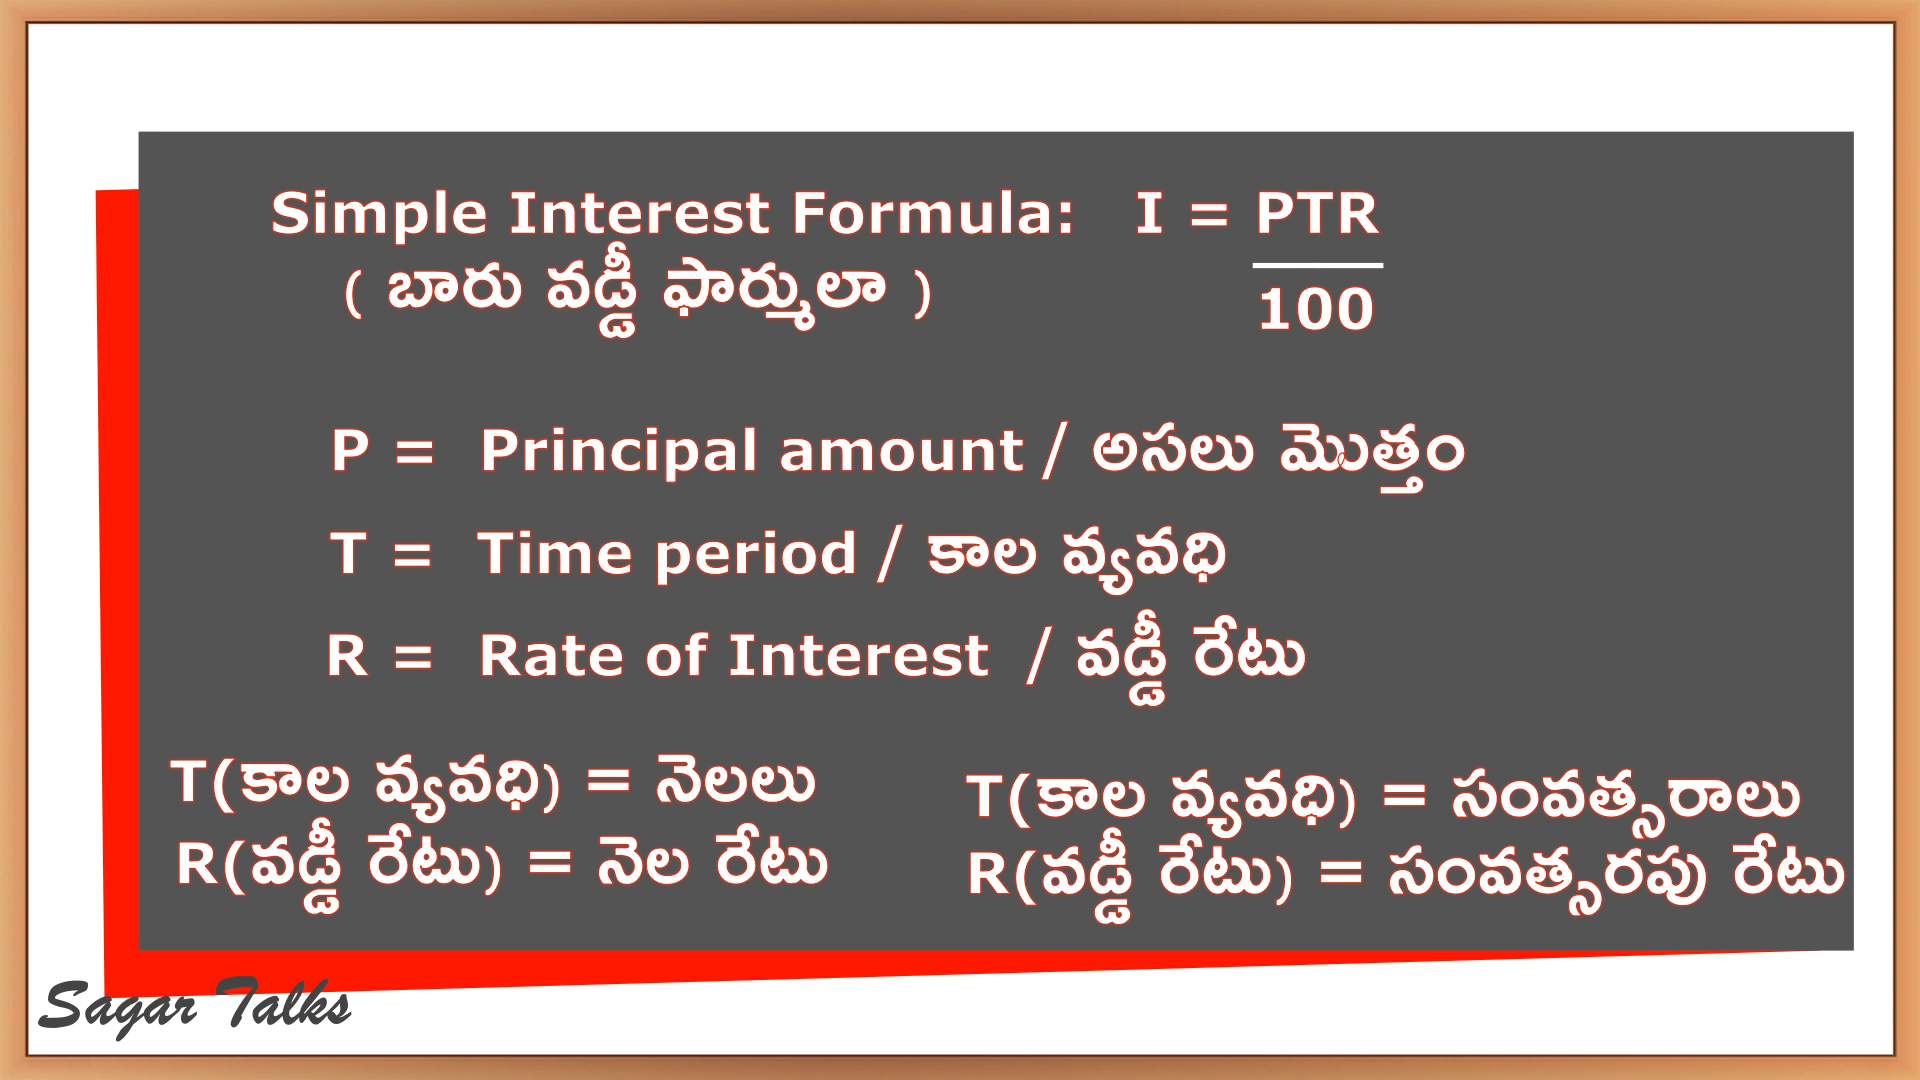 Simple Interest Formula: I = PTR
( బారు వడ్డీ ఫార్ములా )
100
P = Principal amount / అసలు మొత్తం
T = Time period / కాల వ్యవధి
R = Rate of Interest / వడ్డీ రేటు
T(కాల వ్యవధి) = నెలలు
R(వడ్డీ రేటు) = నెల రేటు
T(కాల వ్యవధి) = సంవత్సరాలు
R(వడ్డీ రేటు) = సంవత్సరపు రేటు
Sagar Talks